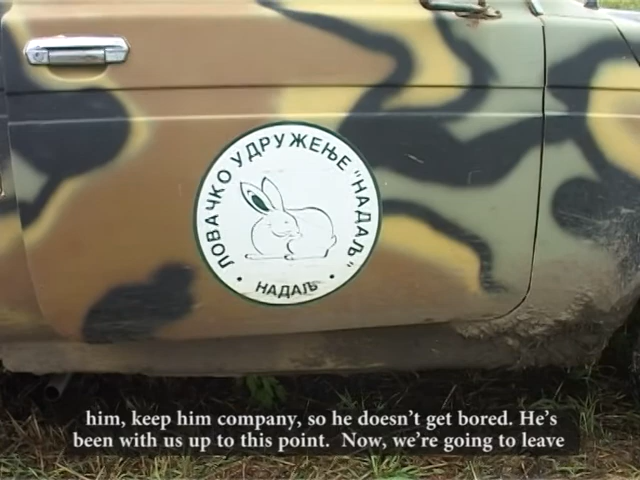 ЛОВАЧКО УДРУЖЕЊЕ "НАДАЉ"
• НАДАЉ •
him, keep him company, so he doesn't get bored. He's
been with us up to this point. Now, we're going to leave